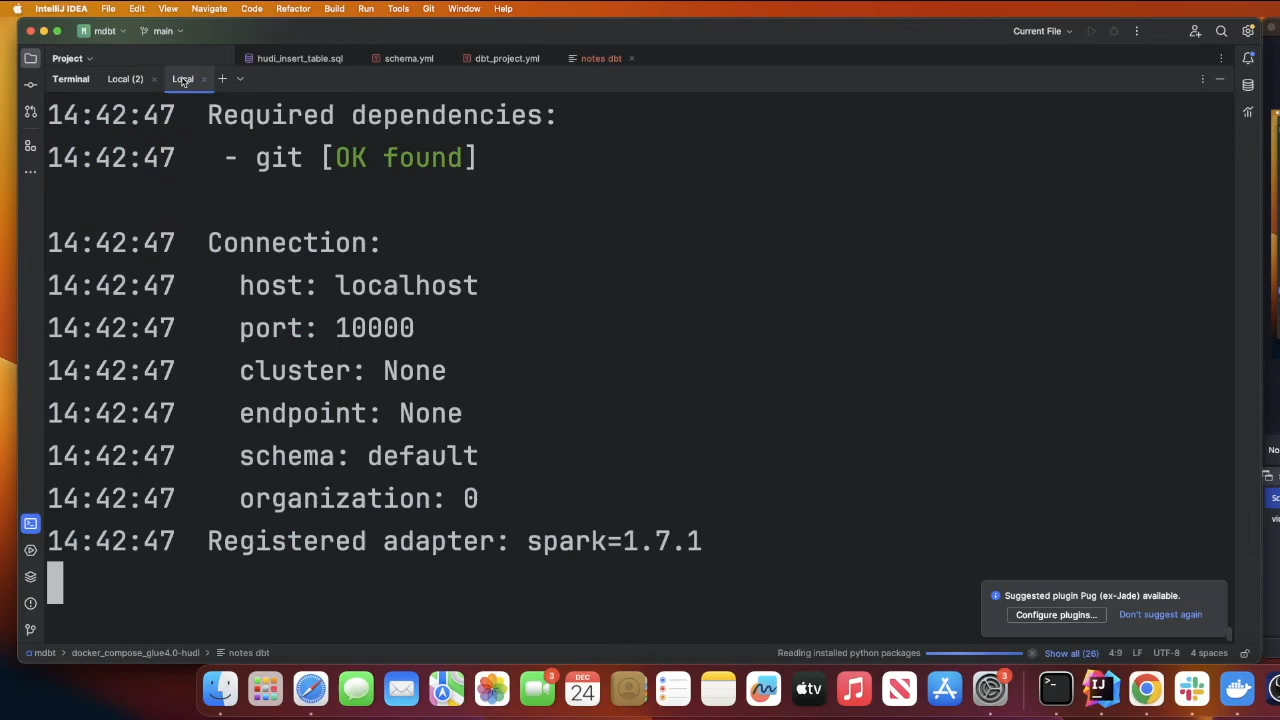 IntelliJ IDEA File Edit View Navigate Code Refactor Build Run Tools Git Window Help
M mdbt main Current File
Project hudi_insert_table.sql schema.yml dbt_project.yml notes dbt
Terminal Local (2) Local
14:42:47 Required dependencies:
14:42:47 - git [OK found]
14:42:47 Connection:
14:42:47 host: localhost
14:42:47 port: 10000
14:42:47 cluster: None
14:42:47 endpoint: None
14:42:47 schema: default
14:42:47 organization: 0
14:42:47 Registered adapter: spark=1.7.1
Suggested plugin Pug (ex-Jade) available.
Configure plugins... Don't suggest again
mdbt docker_compose_glue4.0-hudi notes dbt Reading installed python packages Show all (26) 4:9 LF UTF-8 4 spaces
3 DEC 3
24 tv